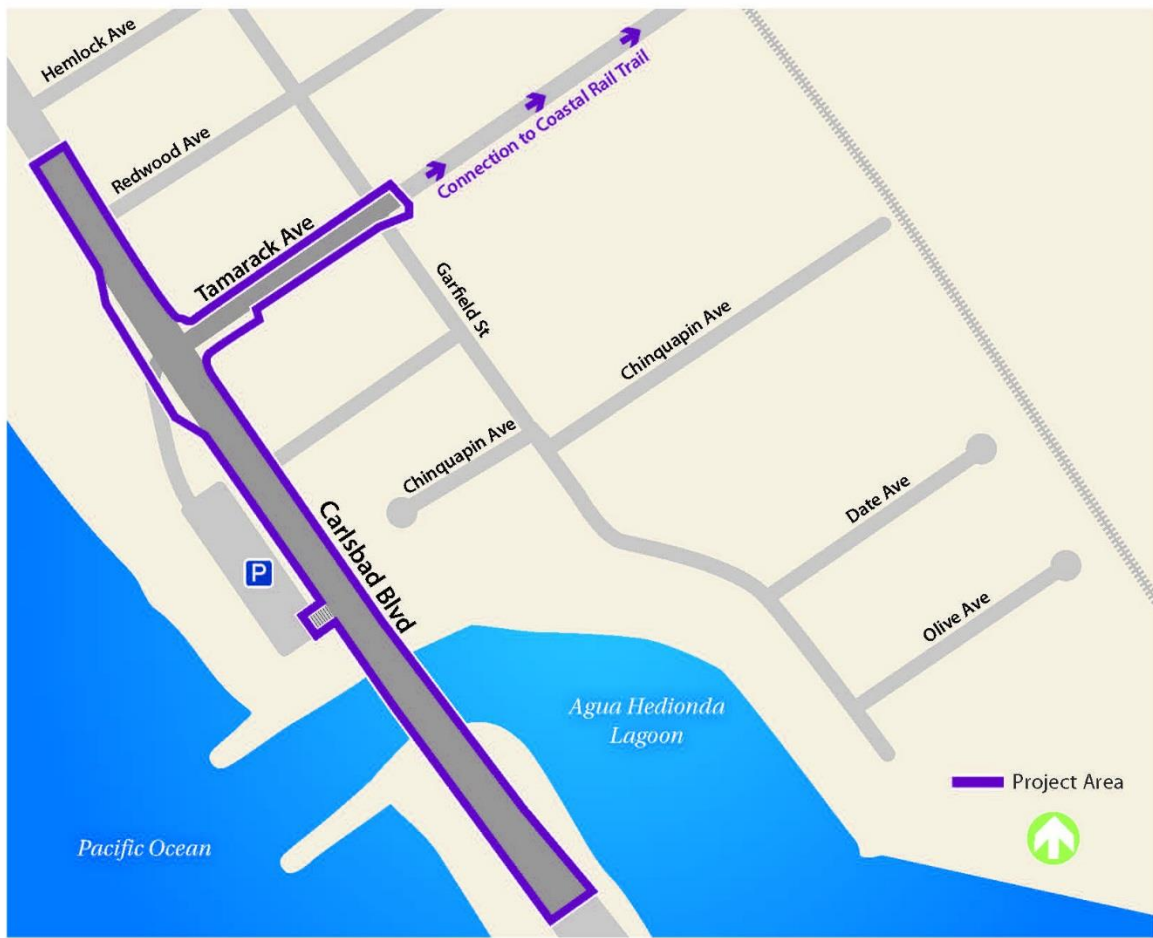 Hemlock Ave
Redwood Ave
Connection to Coastal Rail Trail
Tamarack Ave
Garfield St
Chinquapin Ave
Chinquapin Ave
Date Ave
Carlsbad Blvd
P
Olive Ave
Agua Hedionda
Lagoon
Project Area
Pacific Ocean